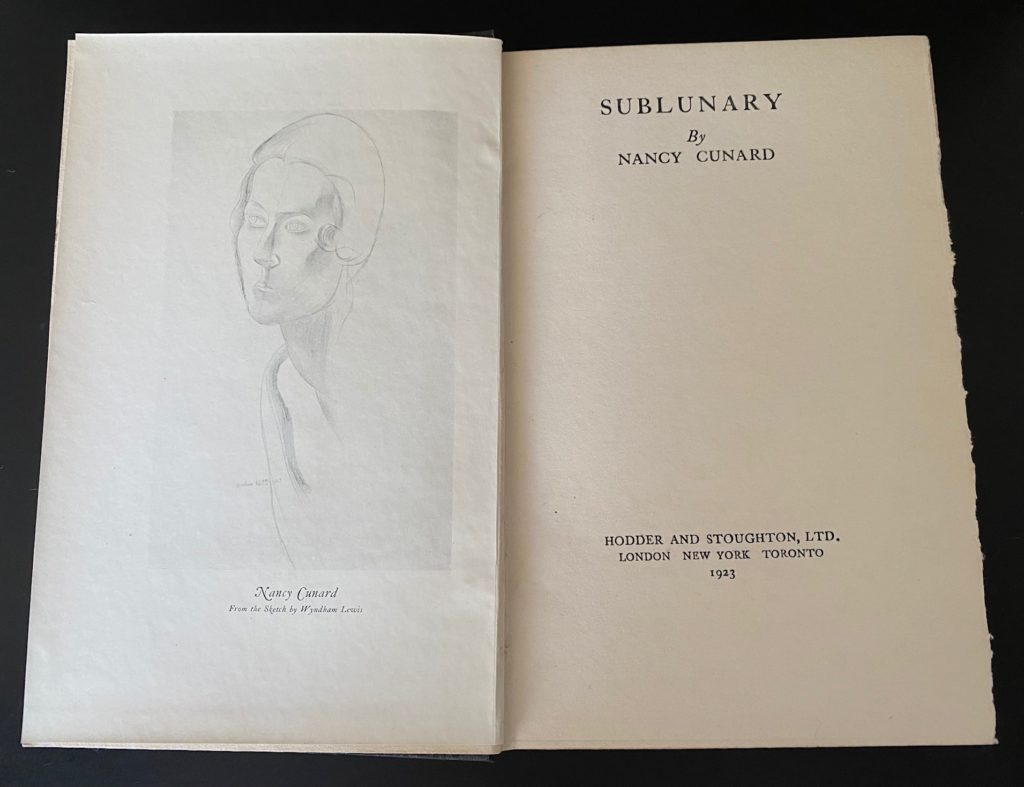 Nancy Cunard
From the Sketch by Wyndham Lewis
SUBLUNARY
By
NANCY CUNARD
HODDER AND STOUGHTON, LTD.
LONDON NEW YORK TORONTO
1923